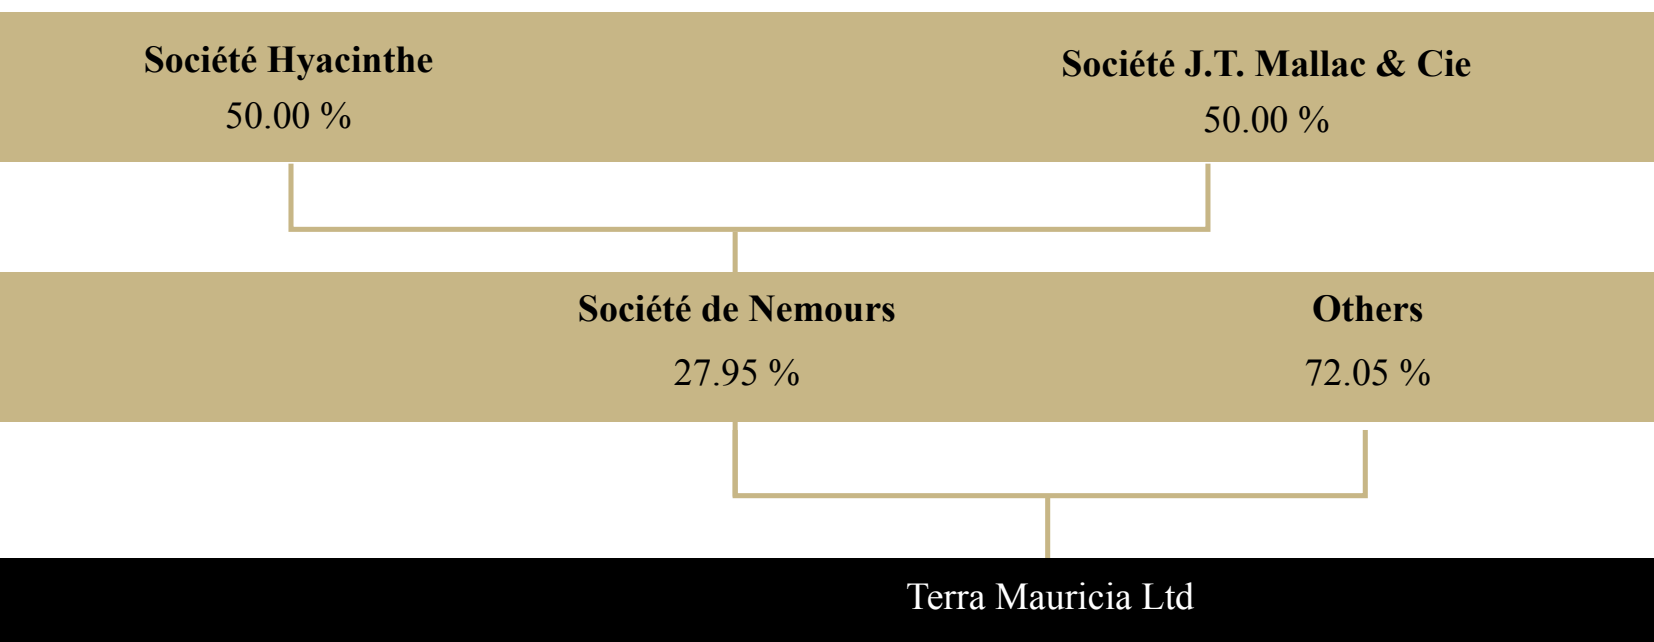 Société Hyacinthe
50.00 %
Société J.T. Mallac & Cie
50.00 %
Société de Nemours
27.95 %
Others
72.05 %
Terra Mauricia Ltd